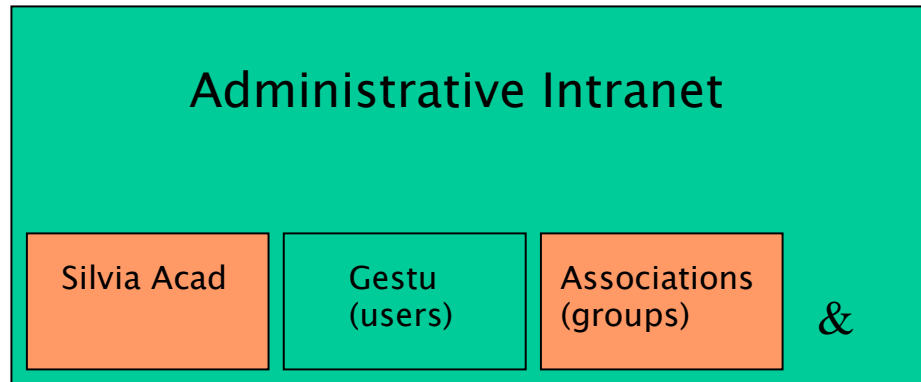 Administrative Intranet
Silvia Acad
Gestu
(users)
Associations
(groups)
&